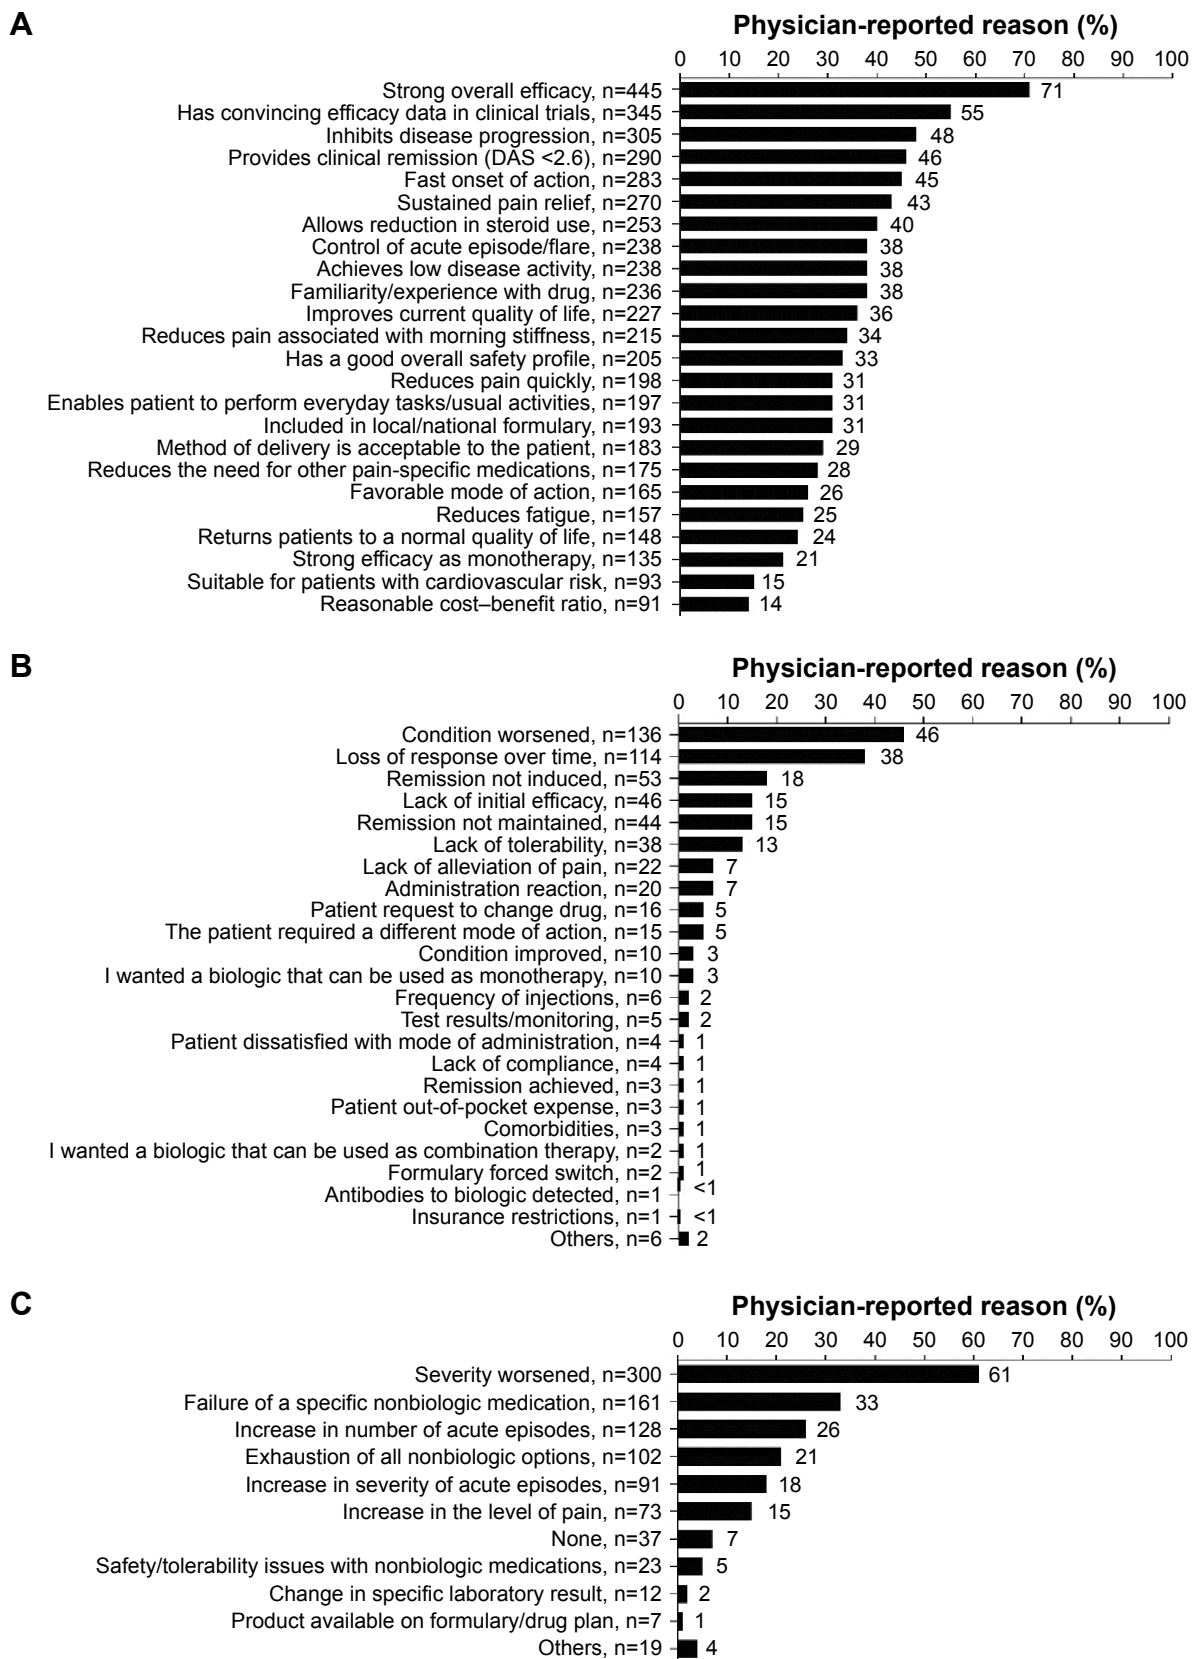 A
Physician-reported reason (%)
0 10 20 30 40 50 60 70 80 90 100
Strong overall efficacy, n=445 71
Has convincing efficacy data in clinical trials, n=345 55
Inhibits disease progression, n=305 48
Provides clinical remission (DAS <2.6), n=290 46
Fast onset of action, n=283 45
Sustained pain relief, n=270 43
Allows reduction in steroid use, n=253 40
Control of acute episode/flare, n=238 38
Achieves low disease activity, n=238 38
Familiarity/experience with drug, n=236 38
Improves current quality of life, n=227 36
Reduces pain associated with morning stiffness, n=215 34
Has a good overall safety profile, n=205 33
Reduces pain quickly, n=198 31
Enables patient to perform everyday tasks/usual activities, n=197 31
Included in local/national formulary, n=193 31
Method of delivery is acceptable to the patient, n=183 29
Reduces the need for other pain-specific medications, n=175 28
Favorable mode of action, n=165 26
Reduces fatigue, n=157 25
Returns patients to a normal quality of life, n=148 24
Strong efficacy as monotherapy, n=135 21
Suitable for patients with cardiovascular risk, n=93 15
Reasonable cost–benefit ratio, n=91 14
B
Physician-reported reason (%)
0 10 20 30 40 50 60 70 80 90 100
Condition worsened, n=136 46
Loss of response over time, n=114 38
Remission not induced, n=53 18
Lack of initial efficacy, n=46 15
Remission not maintained, n=44 15
Lack of tolerability, n=38 13
Lack of alleviation of pain, n=22 7
Administration reaction, n=20 7
Patient request to change drug, n=16 5
The patient required a different mode of action, n=15 5
Condition improved, n=10 3
I wanted a biologic that can be used as monotherapy, n=10 3
Frequency of injections, n=6 2
Test results/monitoring, n=5 2
Patient dissatisfied with mode of administration, n=4 1
Lack of compliance, n=4 1
Remission achieved, n=3 1
Patient out-of-pocket expense, n=3 1
Comorbidities, n=3 1
I wanted a biologic that can be used as combination therapy, n=2 1
Formulary forced switch, n=2 1
Antibodies to biologic detected, n=1 <1
Insurance restrictions, n=1 <1
Others, n=6 2
C
Physician-reported reason (%)
0 10 20 30 40 50 60 70 80 90 100
Severity worsened, n=300 61
Failure of a specific nonbiologic medication, n=161 33
Increase in number of acute episodes, n=128 26
Exhaustion of all nonbiologic options, n=102 21
Increase in severity of acute episodes, n=91 18
Increase in the level of pain, n=73 15
None, n=37 7
Safety/tolerability issues with nonbiologic medications, n=23 5
Change in specific laboratory result, n=12 2
Product available on formulary/drug plan, n=7 1
Others, n=19 4